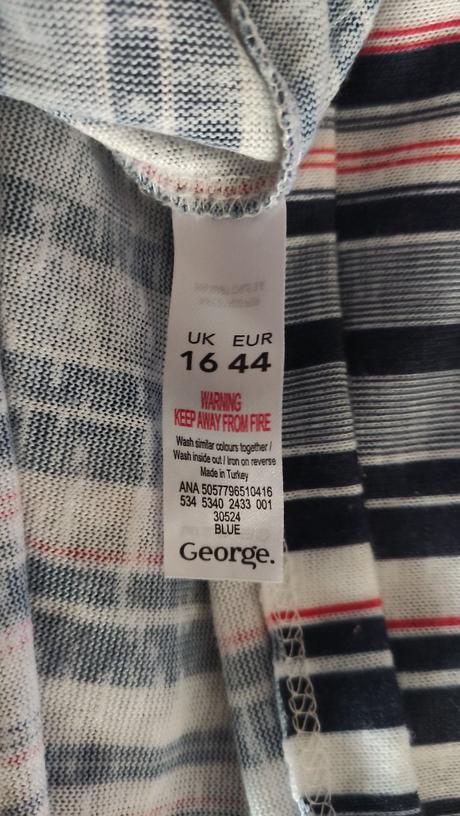 UK EUR
16 44
WARNING
KEEP AWAY FROM FIRE
Wash similar colours together /
Wash inside out / Iron on reverse
Made in Turkey
ANA 5057796510416
534 5340 2433 001
30524
BLUE
George.